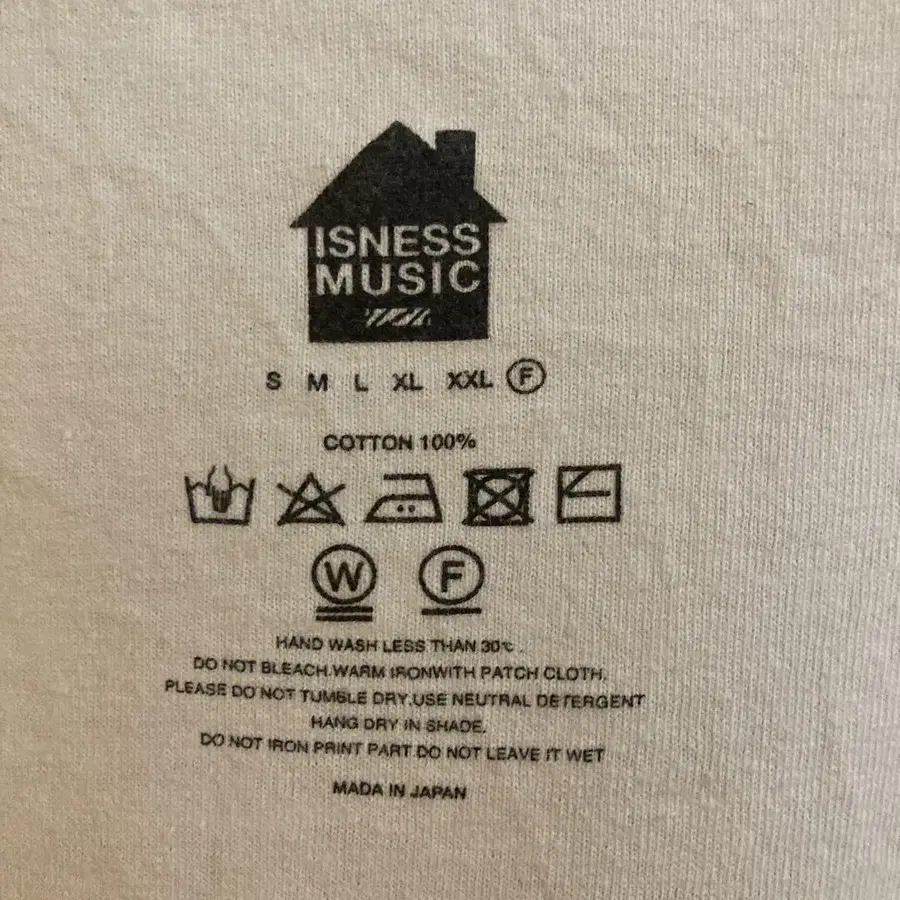 ISNESS
MUSIC
S M L XL XXL F
COTTON 100%
W F
HAND WASH LESS THAN 30℃.
DO NOT BLEACH.WARM IRONWITH PATCH CLOTH.
PLEASE DO NOT TUMBLE DRY.USE NEUTRAL DETERGENT
HANG DRY IN SHADE.
DO NOT IRON PRINT PART.DO NOT LEAVE IT WET
MADA IN JAPAN